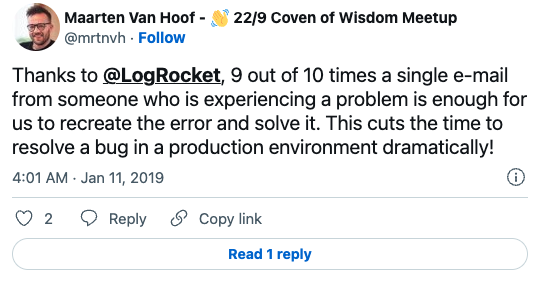 Maarten Van Hoof - 👋 22/9 Coven of Wisdom Meetup
@mrtnvh · Follow
Thanks to @LogRocket, 9 out of 10 times a single e-mail
from someone who is experiencing a problem is enough for
us to recreate the error and solve it. This cuts the time to
resolve a bug in a production environment dramatically!
4:01 AM · Jan 11, 2019
2 Reply Copy link
Read 1 reply